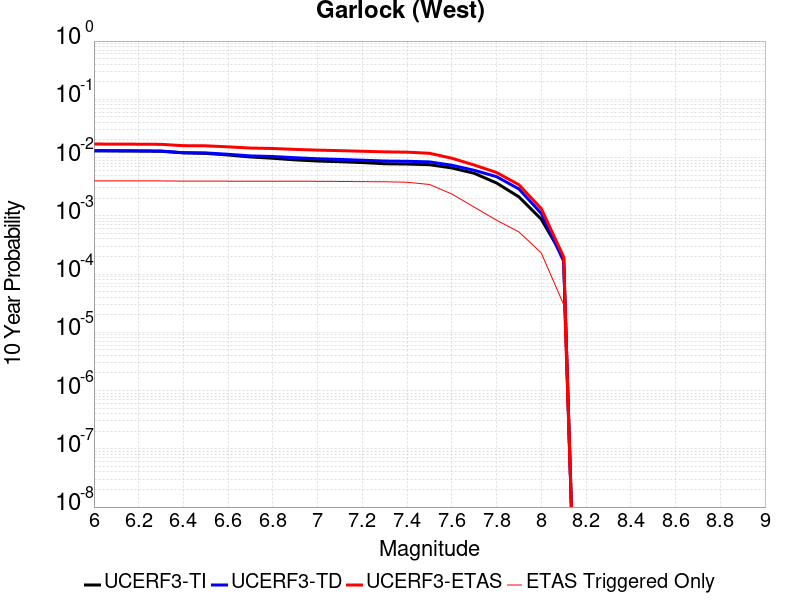 Garlock (West)
10^0
10^-1
10^-2
10^-3
10^-4
10^-5
10^-6
10^-7
10^-8
10 Year Probability
6 6.2 6.4 6.6 6.8 7 7.2 7.4 7.6 7.8 8 8.2 8.4 8.6 8.8 9
Magnitude
UCERF3-TI UCERF3-TD UCERF3-ETAS ETAS Triggered Only